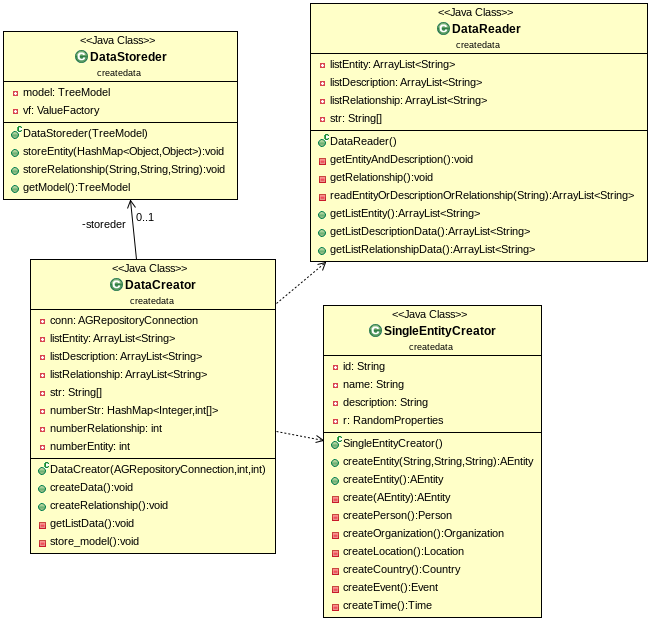 <<Java Class>>
DataStoreder
createdata
model: TreeModel
vf: ValueFactory
DataStoreder(TreeModel)
storeEntity(HashMap<Object,Object>):void
storeRelationship(String,String,String):void
getModel():TreeModel
<<Java Class>>
DataReader
createdata
listEntity: ArrayList<String>
listDescription: ArrayList<String>
listRelationship: ArrayList<String>
str: String[]
DataReader()
getEntityAndDescription():void
getRelationship():void
readEntityOrDescriptionOrRelationship(String):ArrayList<String>
getListEntity():ArrayList<String>
getListDescriptionData():ArrayList<String>
getListRelationshipData():ArrayList<String>
-storeder
0..1
<<Java Class>>
DataCreator
createdata
conn: AGRepositoryConnection
listEntity: ArrayList<String>
listDescription: ArrayList<String>
listRelationship: ArrayList<String>
str: String[]
numberStr: HashMap<Integer,int[]>
numberRelationship: int
numberEntity: int
DataCreator(AGRepositoryConnection,int,int)
createData():void
createRelationship():void
getListData():void
store_model():void
<<Java Class>>
SingleEntityCreator
createdata
id: String
name: String
description: String
r: RandomProperties
SingleEntityCreator()
createEntity(String,String,String):AEntity
createEntity():AEntity
create(AEntity):AEntity
createPerson():Person
createOrganization():Organization
createLocation():Location
createCountry():Country
createEvent():Event
createTime():Time